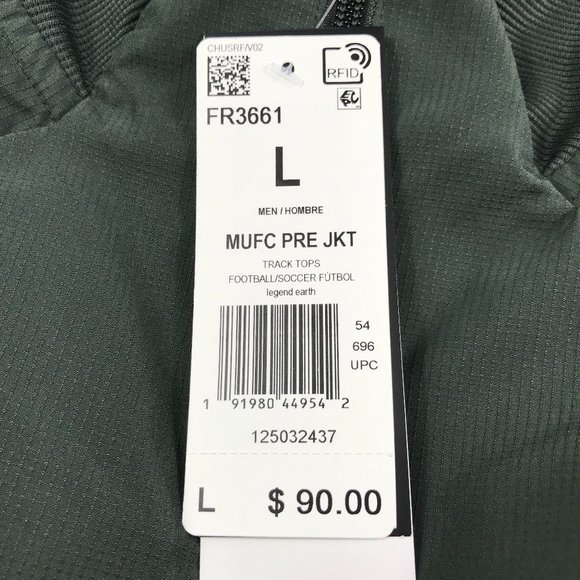 CHUSRF/V02
RFID
FR3661
L
MEN / HOMBRE
MUFC PRE JKT
TRACK TOPS
FOOTBALL/SOCCER FÚTBOL
legend earth
54
696
UPC
1 91980 44954 2
125032437
L $ 90.00